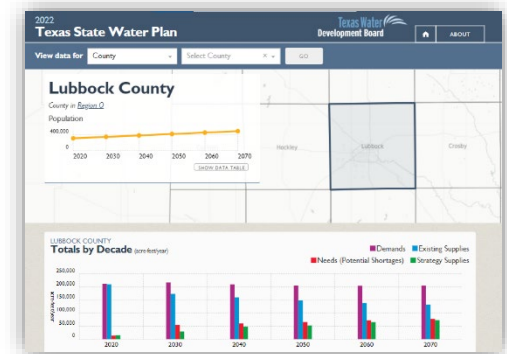 2022
Texas State Water Plan
Texas Water
Development Board
ABOUT
View data for County Select County × GO
Lubbock County
County in Region O
Population
400,000
0
2020 2030 2040 2050 2060 2070
SHOW DATA TABLE
Hockley Lubbock Crosby
LUBBOCK COUNTY
Totals by Decade (acre-feet/year)
Demands Existing Supplies
Needs (Potential Shortages) Strategy Supplies
250,000
200,000
150,000
100,000
50,000
0
2020 2030 2040 2050 2060 2070